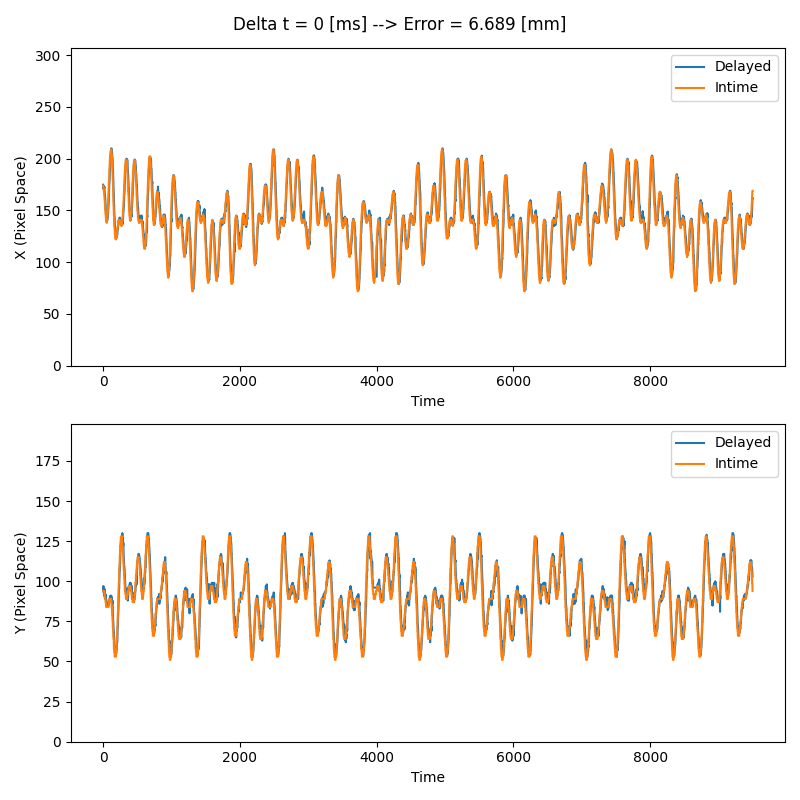 Delta t = 0 [ms] --> Error = 6.689 [mm]
300
250
200
150
100
50
0
X (Pixel Space)
Delayed
Intime
0 2000 4000 6000 8000
Time
175
150
125
100
75
50
25
0
Y (Pixel Space)
Delayed
Intime
0 2000 4000 6000 8000
Time